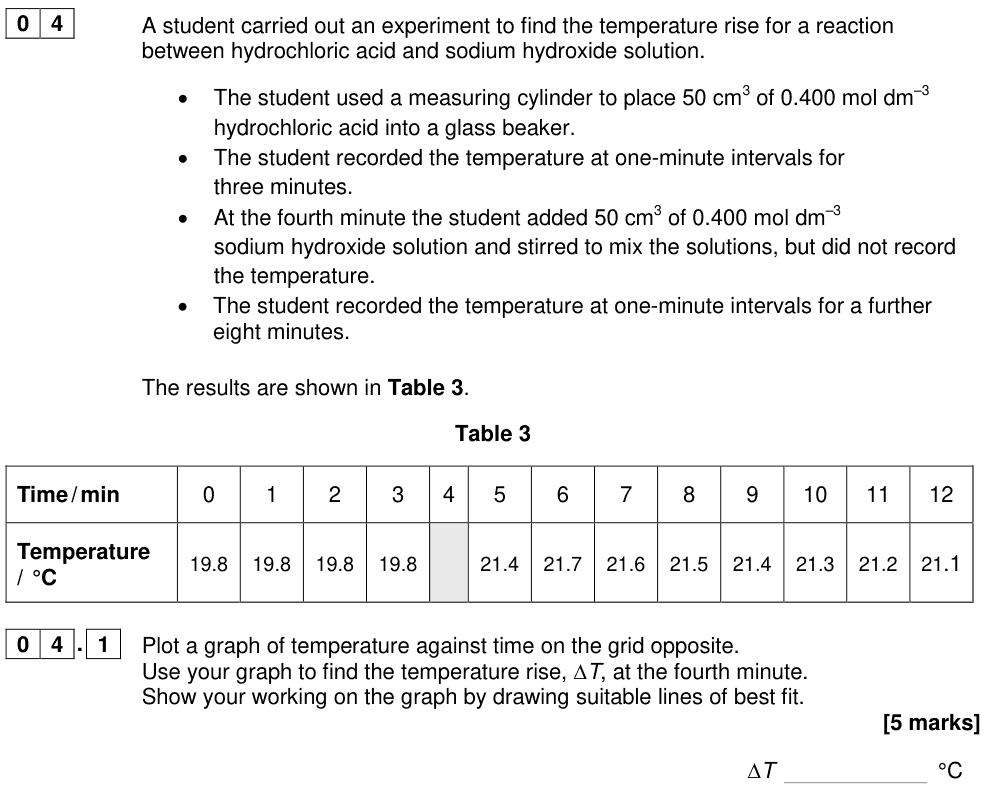 0 4 A student carried out an experiment to find the temperature rise for a reaction
between hydrochloric acid and sodium hydroxide solution.
• The student used a measuring cylinder to place 50 cm³ of 0.400 mol dm⁻³
hydrochloric acid into a glass beaker.
• The student recorded the temperature at one-minute intervals for
three minutes.
• At the fourth minute the student added 50 cm³ of 0.400 mol dm⁻³
sodium hydroxide solution and stirred to mix the solutions, but did not record
the temperature.
• The student recorded the temperature at one-minute intervals for a further
eight minutes.
The results are shown in Table 3.
Table 3
Time / min 0 1 2 3 4 5 6 7 8 9 10 11 12
Temperature
/ °C 19.8 19.8 19.8 19.8 21.4 21.7 21.6 21.5 21.4 21.3 21.2 21.1
0 4 . 1 Plot a graph of temperature against time on the grid opposite.
Use your graph to find the temperature rise, ΔT, at the fourth minute.
Show your working on the graph by drawing suitable lines of best fit.
[5 marks]
ΔT ____________ °C